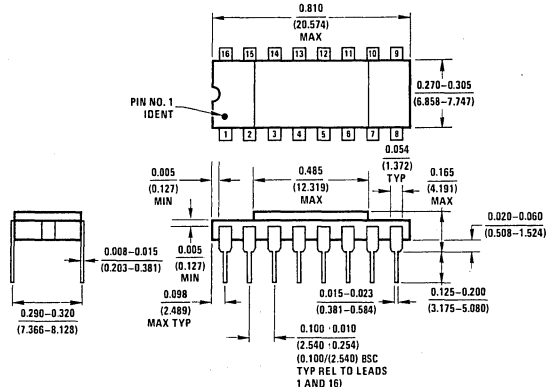 0.810
(20.574)
MAX
16 15 14 13 12 11 10 9
0.270–0.305
(6.858–7.747)
PIN NO. 1
IDENT
1 2 3 4 5 6 7 8
0.054
(1.372)
TYP
0.005
(0.127)
MIN
0.485
(12.319)
MAX
0.165
(4.191)
MAX
0.020–0.060
(0.508–1.524)
0.008–0.015
(0.203–0.381)
0.005
(0.127)
MIN
0.098
(2.489)
MAX TYP
0.015–0.023
(0.381–0.584)
0.125–0.200
(3.175–5.080)
0.290–0.320
(7.366–8.128)
0.100 ·0.010
(2.540 ·0.254)
(0.100/(2.540) BSC
TYP REL TO LEADS
1 AND 16)